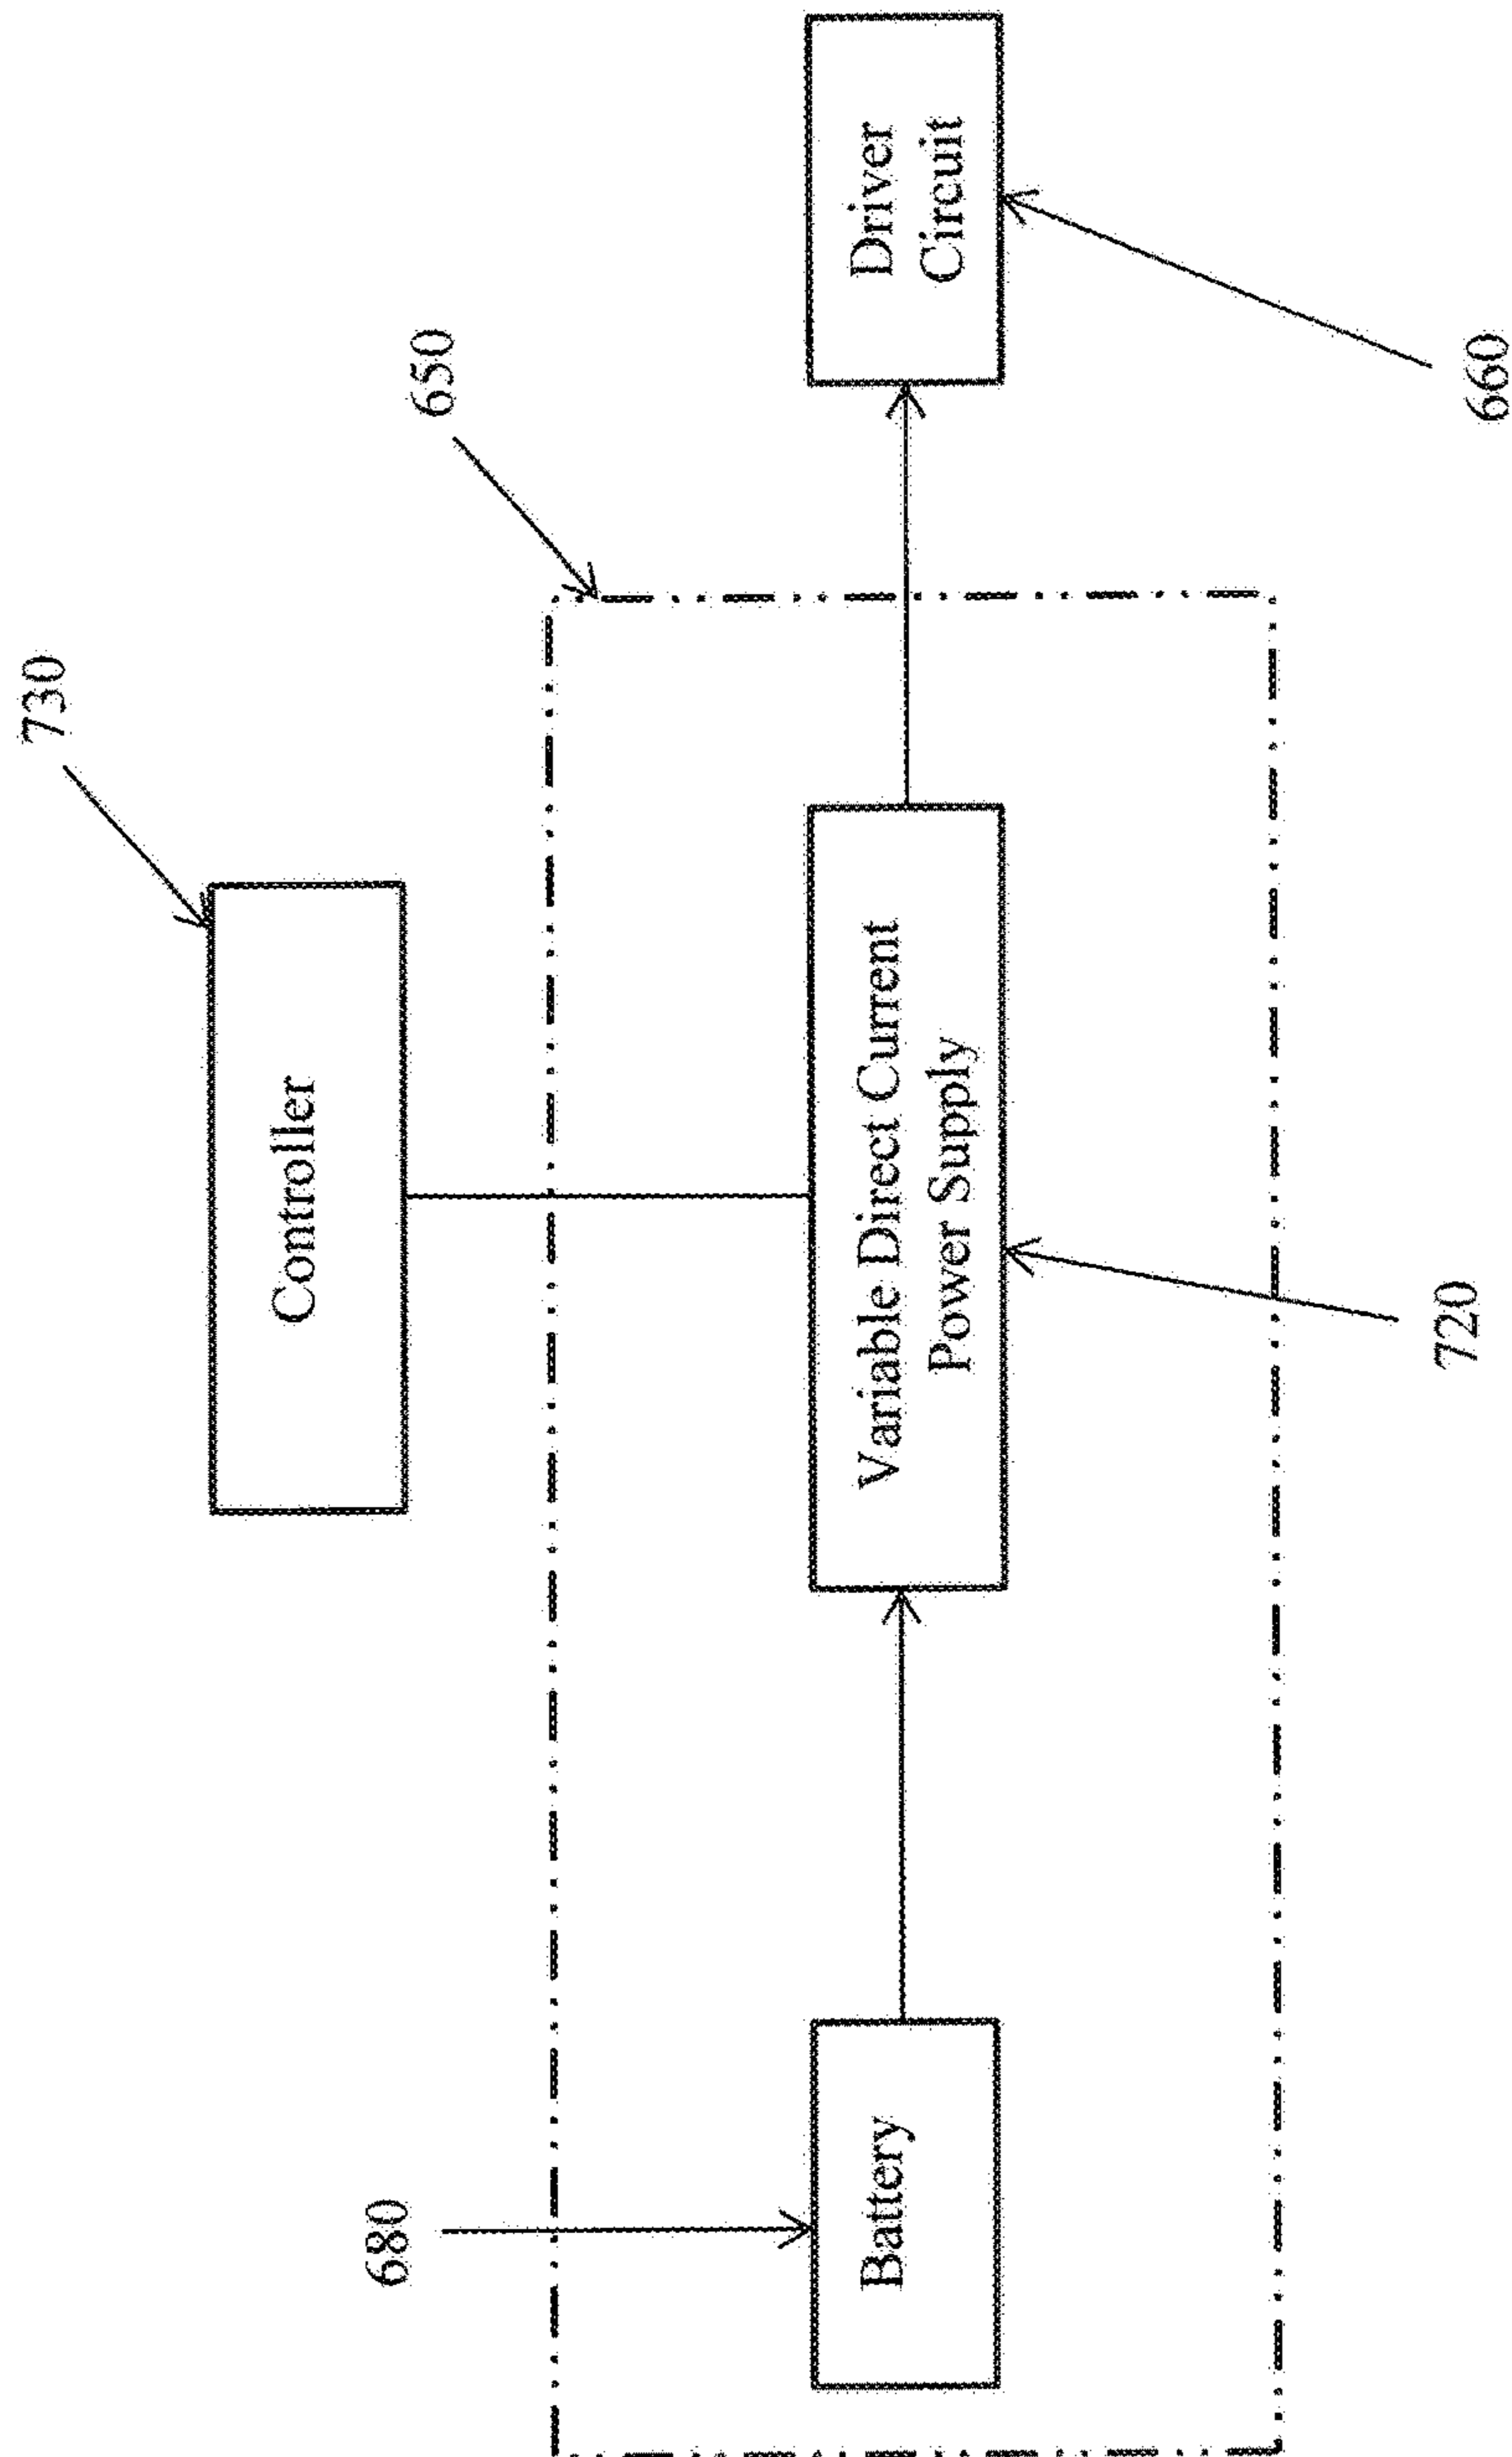 730
650
Controller
680
Battery
Variable Direct Current
Power Supply
Driver
Circuit
720
660